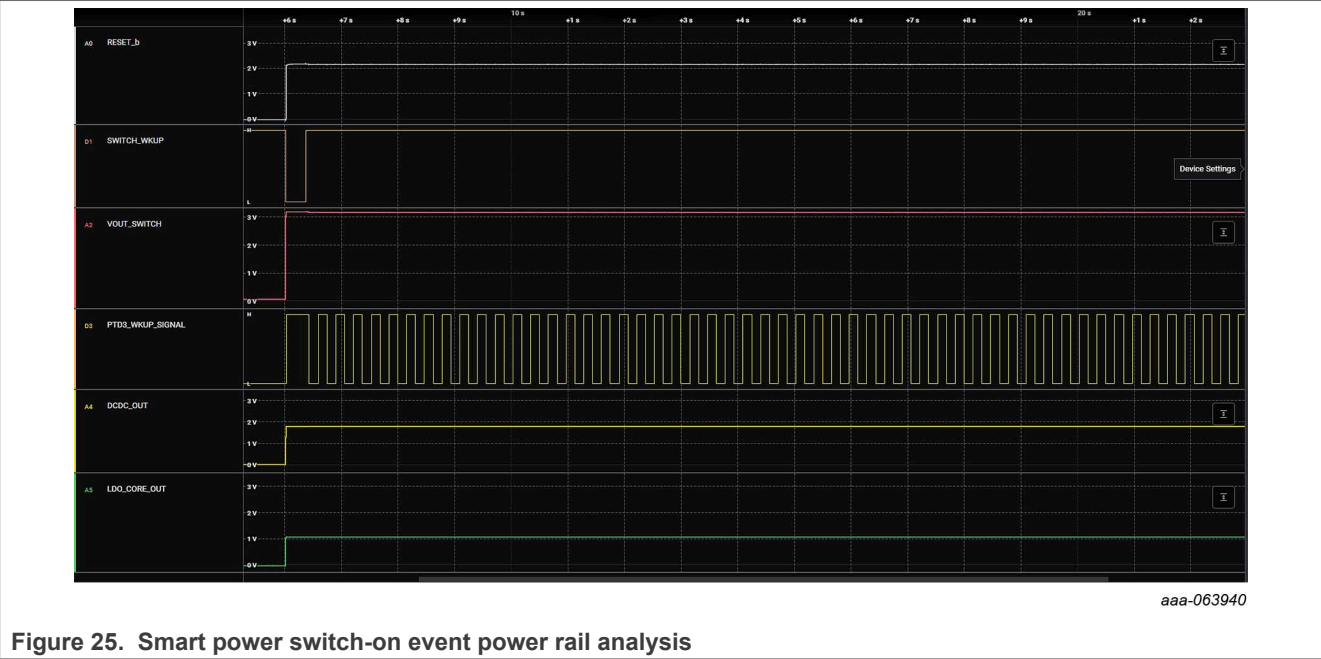 10 s 20 s
+6 s +7 s +8 s +9 s +1 s +2 s +3 s +4 s +5 s +6 s +7 s +8 s +9 s +1 s +2 s
A0 RESET_b
3 V
2 V
1 V
0 V
D1 SWITCH_WKUP
H
L
Device Settings
A2 VOUT_SWITCH
3 V
2 V
1 V
0 V
D3 PTD3_WKUP_SIGNAL
H
L
A4 DCDC_OUT
3 V
2 V
1 V
0 V
A5 LDO_CORE_OUT
3 V
2 V
1 V
0 V
aaa-063940
Figure 25. Smart power switch-on event power rail analysis